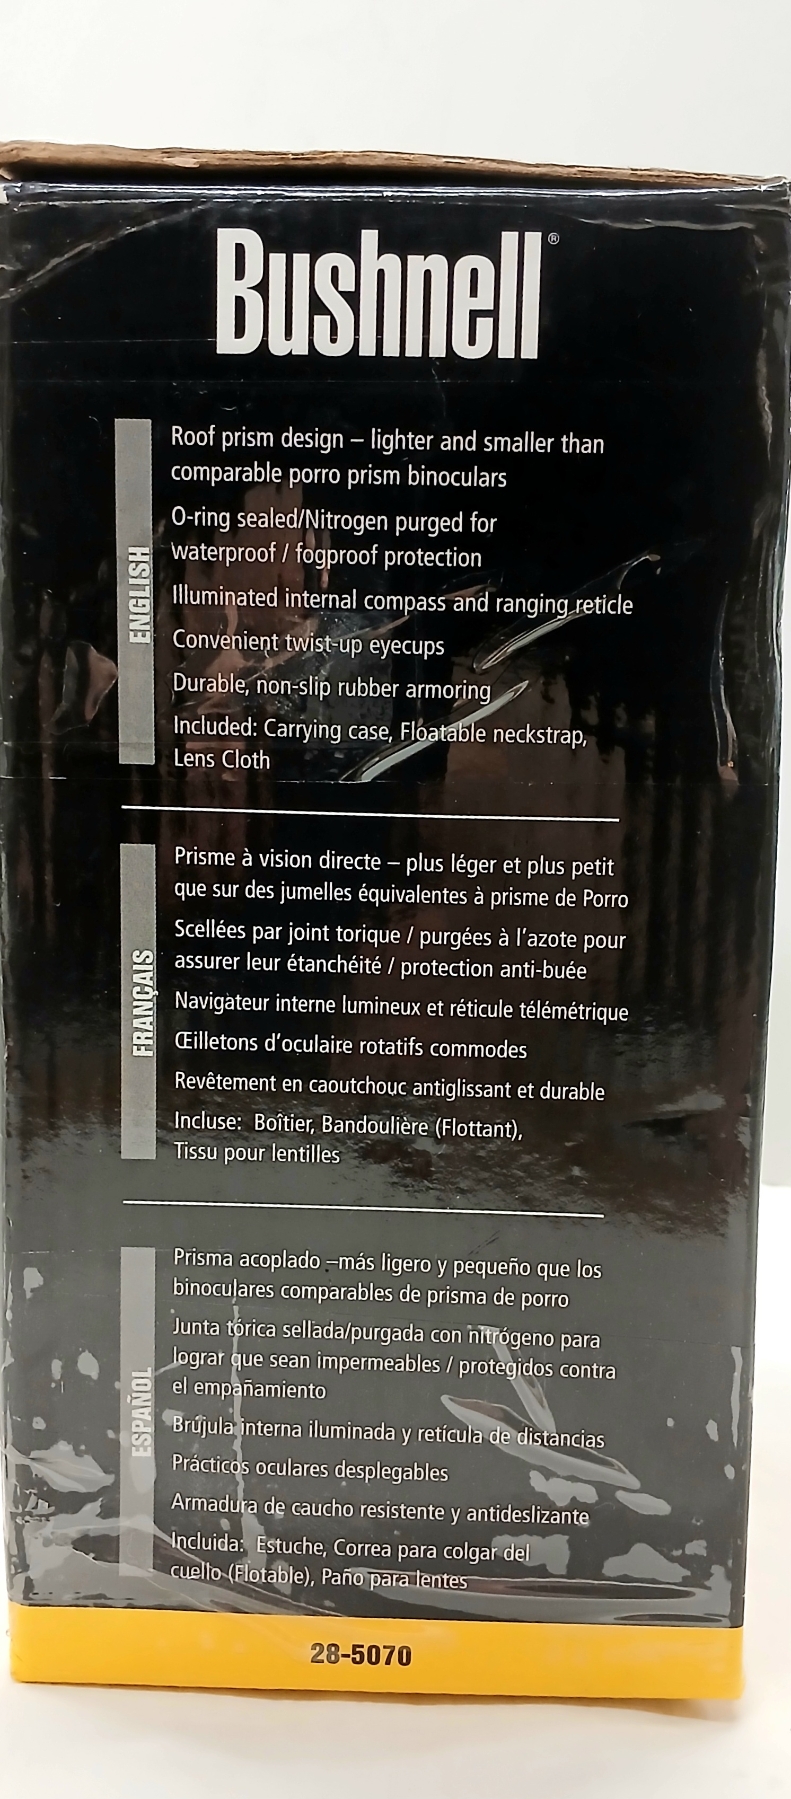 Bushnell®
ENGLISH
Roof prism design – lighter and smaller than
comparable porro prism binoculars
O-ring sealed/Nitrogen purged for
waterproof / fogproof protection
Illuminated internal compass and ranging reticle
Convenient twist-up eyecups
Durable, non-slip rubber armoring
Included: Carrying case, Floatable neckstrap,
Lens Cloth
FRANÇAIS
Prisme à vision directe – plus léger et plus petit
que sur des jumelles équivalentes à prisme de Porro
Scellées par joint torique / purgées à l'azote pour
assurer leur étanchéité / protection anti-buée
Navigateur interne lumineux et réticule télémétrique
Œilletons d'oculaire rotatifs commodes
Revêtement en caoutchouc antiglissant et durable
Incluse: Boîtier, Bandoulière (Flottant),
Tissu pour lentilles
ESPAÑOL
Prisma acoplado –más ligero y pequeño que los
binoculares comparables de prisma de porro
Junta tórica sellada/purgada con nitrógeno para
lograr que sean impermeables / protegidos contra
el empañamiento
Brújula interna iluminada y retícula de distancias
Prácticos oculares desplegables
Armadura de caucho resistente y antideslizante
Incluida: Estuche, Correa para colgar del
cuello (Flotable), Paño para lentes
28-5070